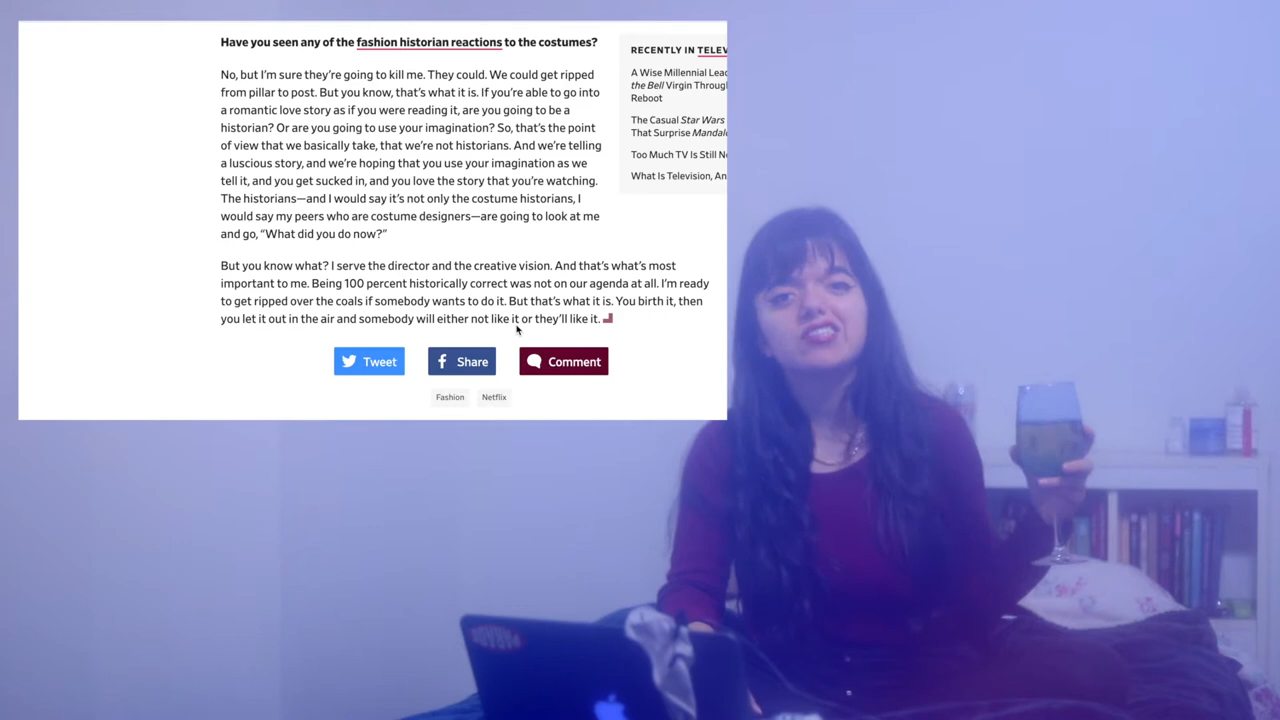 Have you seen any of the fashion historian reactions to the costumes?
No, but I'm sure they're going to kill me. They could. We could get ripped
from pillar to post. But you know, that's what it is. If you're able to go into
a romantic love story as if you were reading it, are you going to be a
historian? Or are you going to use your imagination? So, that's the point
of view that we basically take, that we're not historians. And we're telling
a luscious story, and we're hoping that you use your imagination as we
tell it, and you get sucked in, and you love the story that you're watching.
The historians—and I would say it's not only the costume historians, I
would say my peers who are costume designers—are going to look at me
and go, “What did you do now?”
But you know what? I serve the director and the creative vision. And that's what's most
important to me. Being 100 percent historically correct was not on our agenda at all. I'm ready
to get ripped over the coals if somebody wants to do it. But that's what it is. You birth it, then
you let it out in the air and somebody will either not like it or they'll like it.
Tweet
Share
Comment
Fashion
Netflix
RECENTLY IN TELEV
A Wise Millennial Lead
the Bell Virgin Through
Reboot
The Casual Star Wars
That Surprise Mandal
Too Much TV Is Still N
What Is Television, An